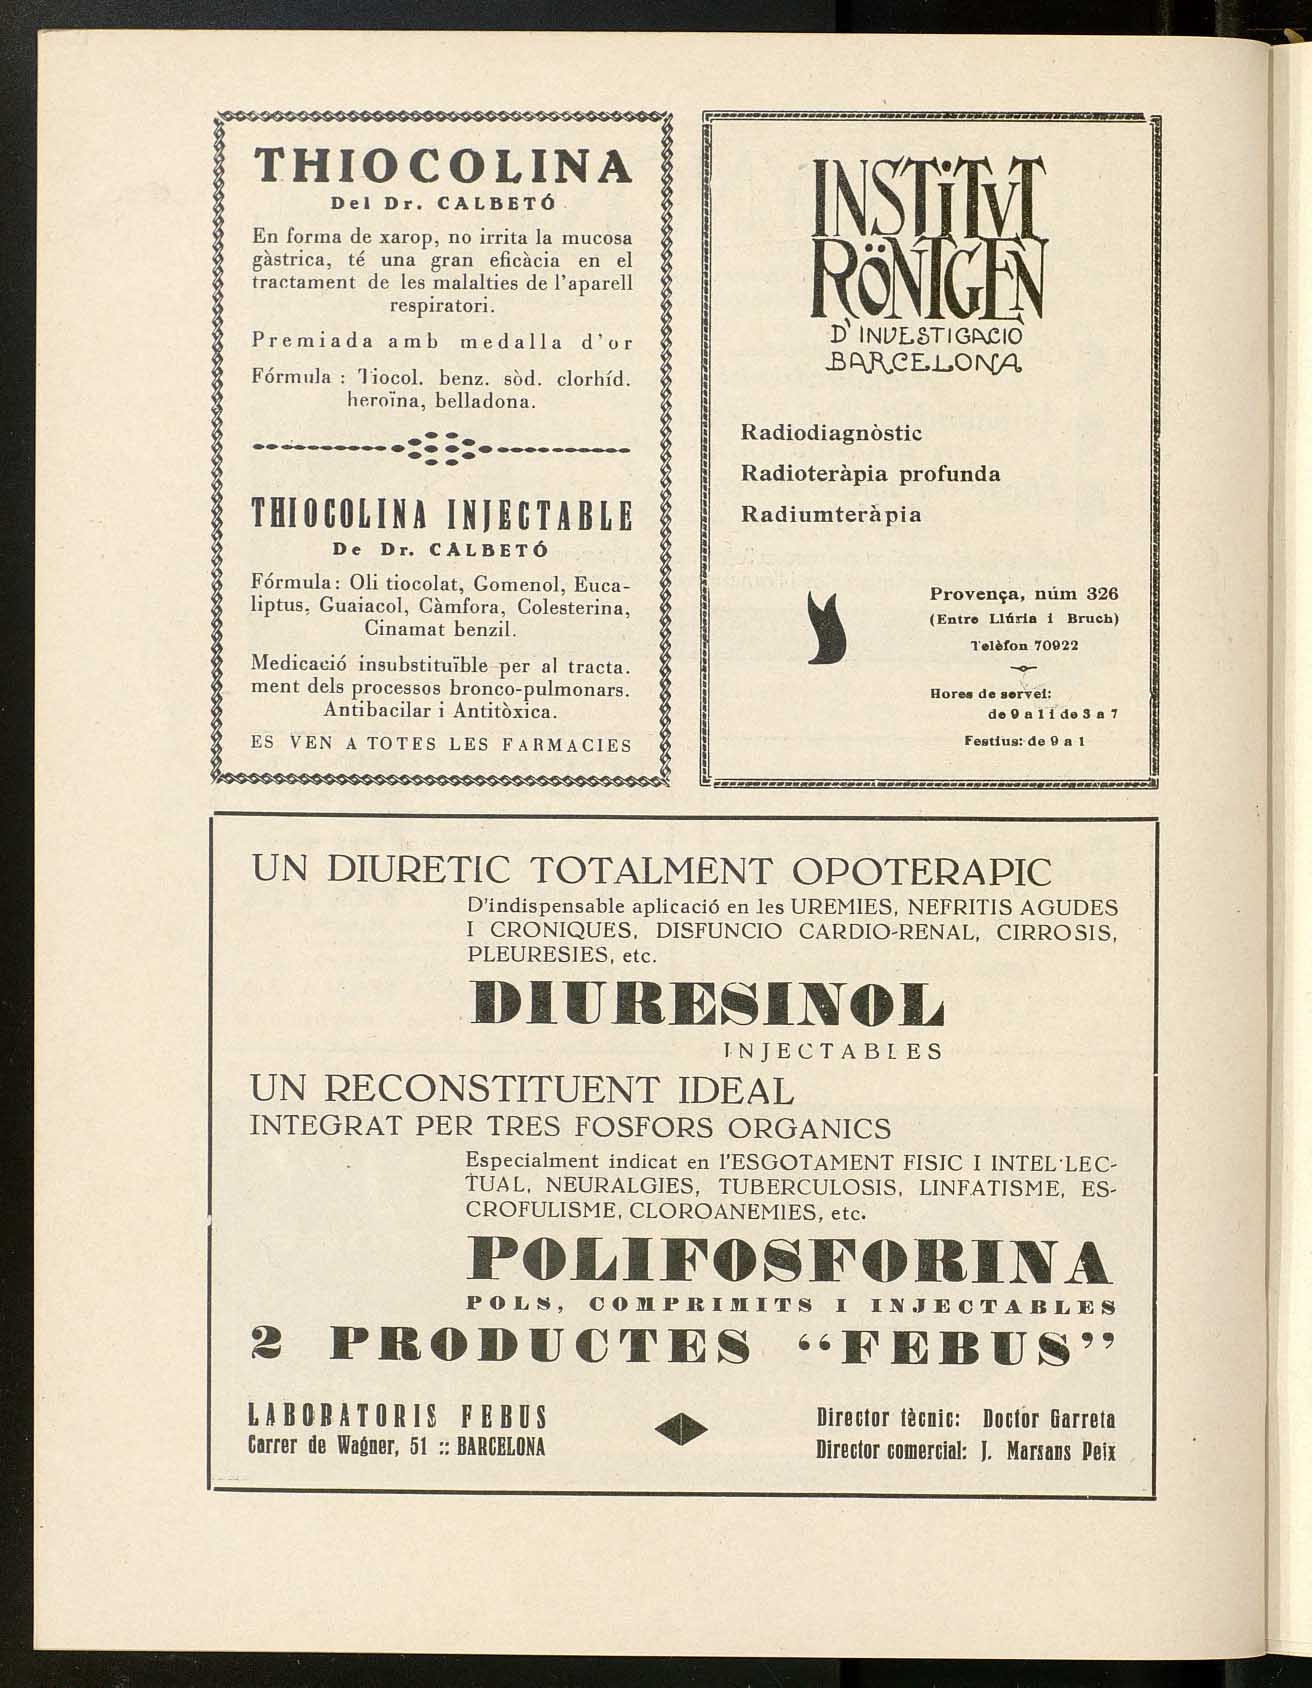 THIOCOLINA
Del Dr. CALBETÓ
En forma de xarop, no irrita la mucosa
gàstrica, té una gran eficàcia en el
tractament de les malalties de l'aparell
respiratori.
Premiada amb medalla d'or
Fórmula : Tiocol. benz. sòd. clorhíd.
heroïna, belladona.
THIOCOLINA INJECTABLE
De Dr. CALBETÓ
Fórmula: Oli tiocolat, Gomenol, Euca-
liptus, Guaiacol, Càmfora, Colesterina,
Cinamat benzil.
Medicació insubstituïble per al tracta.
ment dels processos bronco-pulmonars.
Antibacilar i Antitòxica.
ES VEN A TOTES LES FARMACIES
INSTiTVT
RÖNTGEN
D'INVESTIGACIÓ
BARCELONA
Radiodiagnòstic
Radioteràpia profunda
Radiumteràpia
Provença, núm 326
(Entre Llúria i Bruch)
Telèfon 70922
Hores de servei:
de 9 a 1 i de 3 a 7
Festius: de 9 a 1
UN DIURETIC TOTALMENT OPOTERAPIC
D'indispensable aplicació en les UREMIES, NEFRITIS AGUDES
I CRONIQUES, DISFUNCIO CARDIO-RENAL, CIRROSIS,
PLEURESIES, etc.
DIURESINOL
INJECTABLES
UN RECONSTITUENT IDEAL
INTEGRAT PER TRES FOSFORS ORGANICS
Especialment indicat en l'ESGOTAMENT FISIC I INTEL·LEC-
TUAL, NEURALGIES, TUBERCULOSIS, LINFATISME, ES-
CROFULISME, CLOROANEMIES, etc.
POLIFOSFORINA
POLS, COMPRIMITS I INJECTABLES
2 PRODUCTES “FEBUS”
LABORATORIS FEBUS
Carrer de Wagner, 51 :: BARCELONA
Director tècnic: Doctor Garreta
Director comercial: J. Marsans Peix